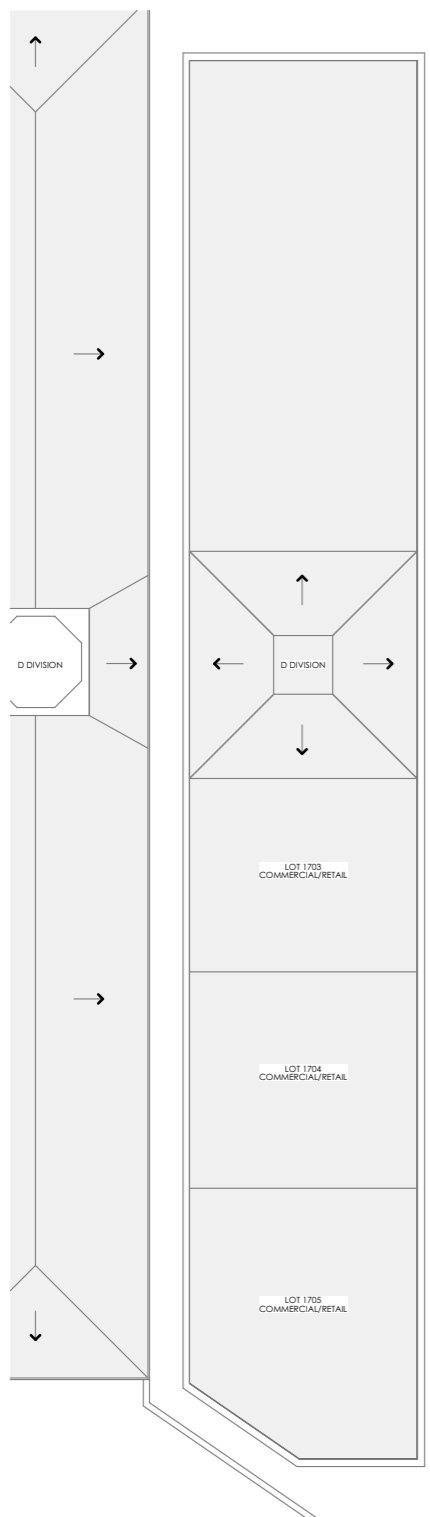 D DIVISION
D DIVISION
LOT 1703
COMMERCIAL/RETAIL
LOT 1704
COMMERCIAL/RETAIL
LOT 1705
COMMERCIAL/RETAIL